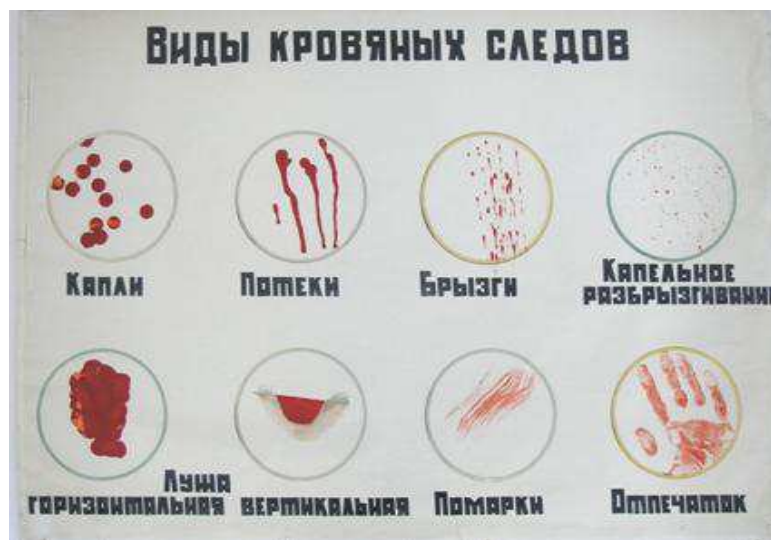 Виды кровяных следов
Капли Потеки Брызги Капельное
разбрызгивани
Лужа
горизонтальная вертикальная Помарки Отпечаток